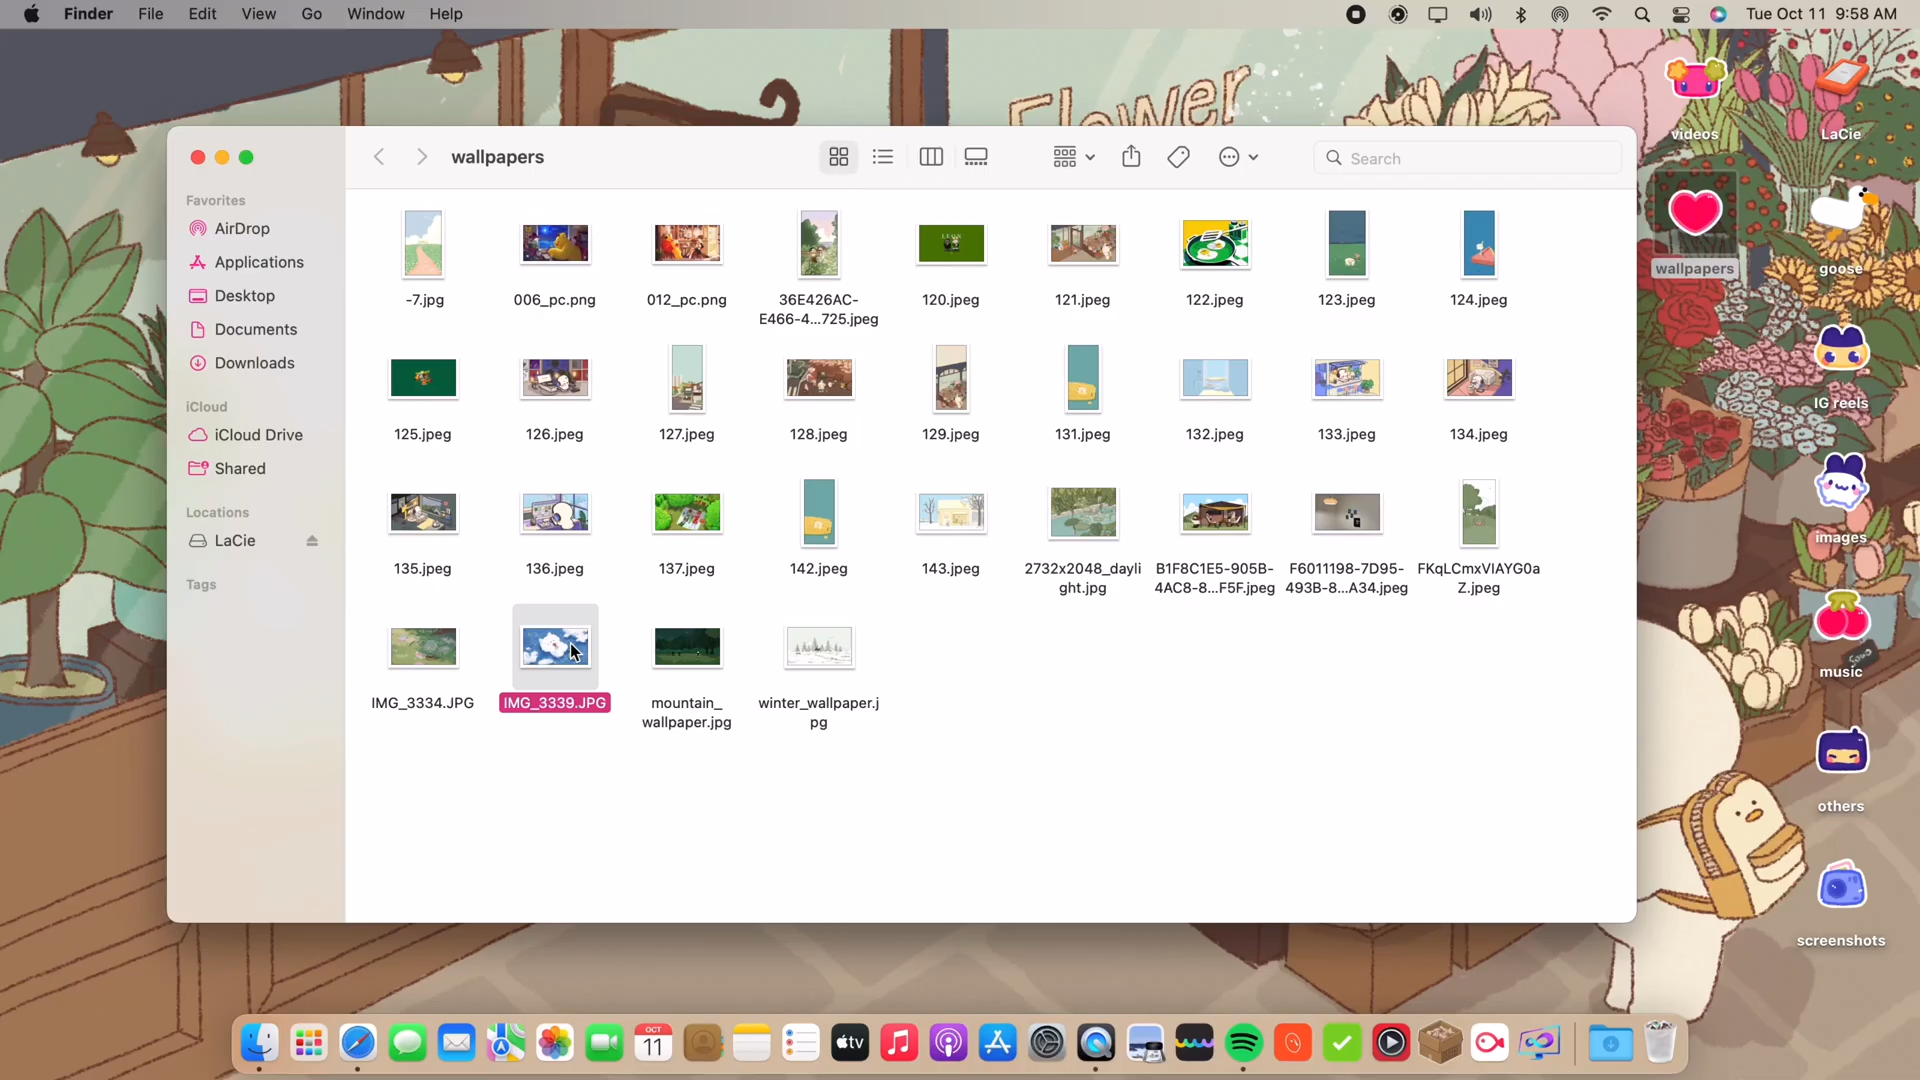 Finder File Edit View Go Window Help
Tue Oct 11 9:58 AM
Flower
wallpapers
Search
Favorites
AirDrop
Applications
Desktop
Documents
Downloads
iCloud
iCloud Drive
Shared
Locations
LaCie
Tags
-7.jpg
006_pc.png
012_pc.png
36E426AC-
E466-4...725.jpeg
120.jpeg
121.jpeg
122.jpeg
123.jpeg
124.jpeg
125.jpeg
126.jpeg
127.jpeg
128.jpeg
129.jpeg
131.jpeg
132.jpeg
133.jpeg
134.jpeg
135.jpeg
136.jpeg
137.jpeg
142.jpeg
143.jpeg
2732x2048_dayli
ght.jpg
B1F8C1E5-905B-
4AC8-8...F5F.jpeg
F6011198-7D95-
493B-8...A34.jpeg
FKqLCmxVIAYG0a
Z.jpeg
IMG_3334.JPG
IMG_3339.JPG
mountain_
wallpaper.jpg
winter_wallpaper.j
pg
videos
LaCie
wallpapers
goose
IG reels
images
music
others
screenshots
OCT
11
tv